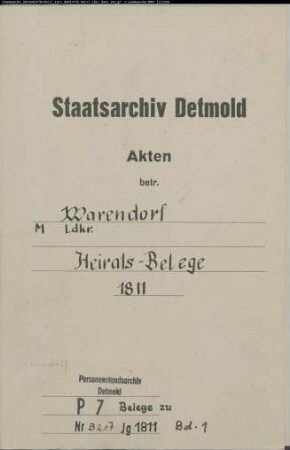 Staatsarchiv Detmold
Akten
betr.
Warendorf
M Ldkr.
Heirats-Belege
1811
Personenstandsarchiv
Detmold
P 7 Belege zu
Nr Jg 1811 Bd. 1